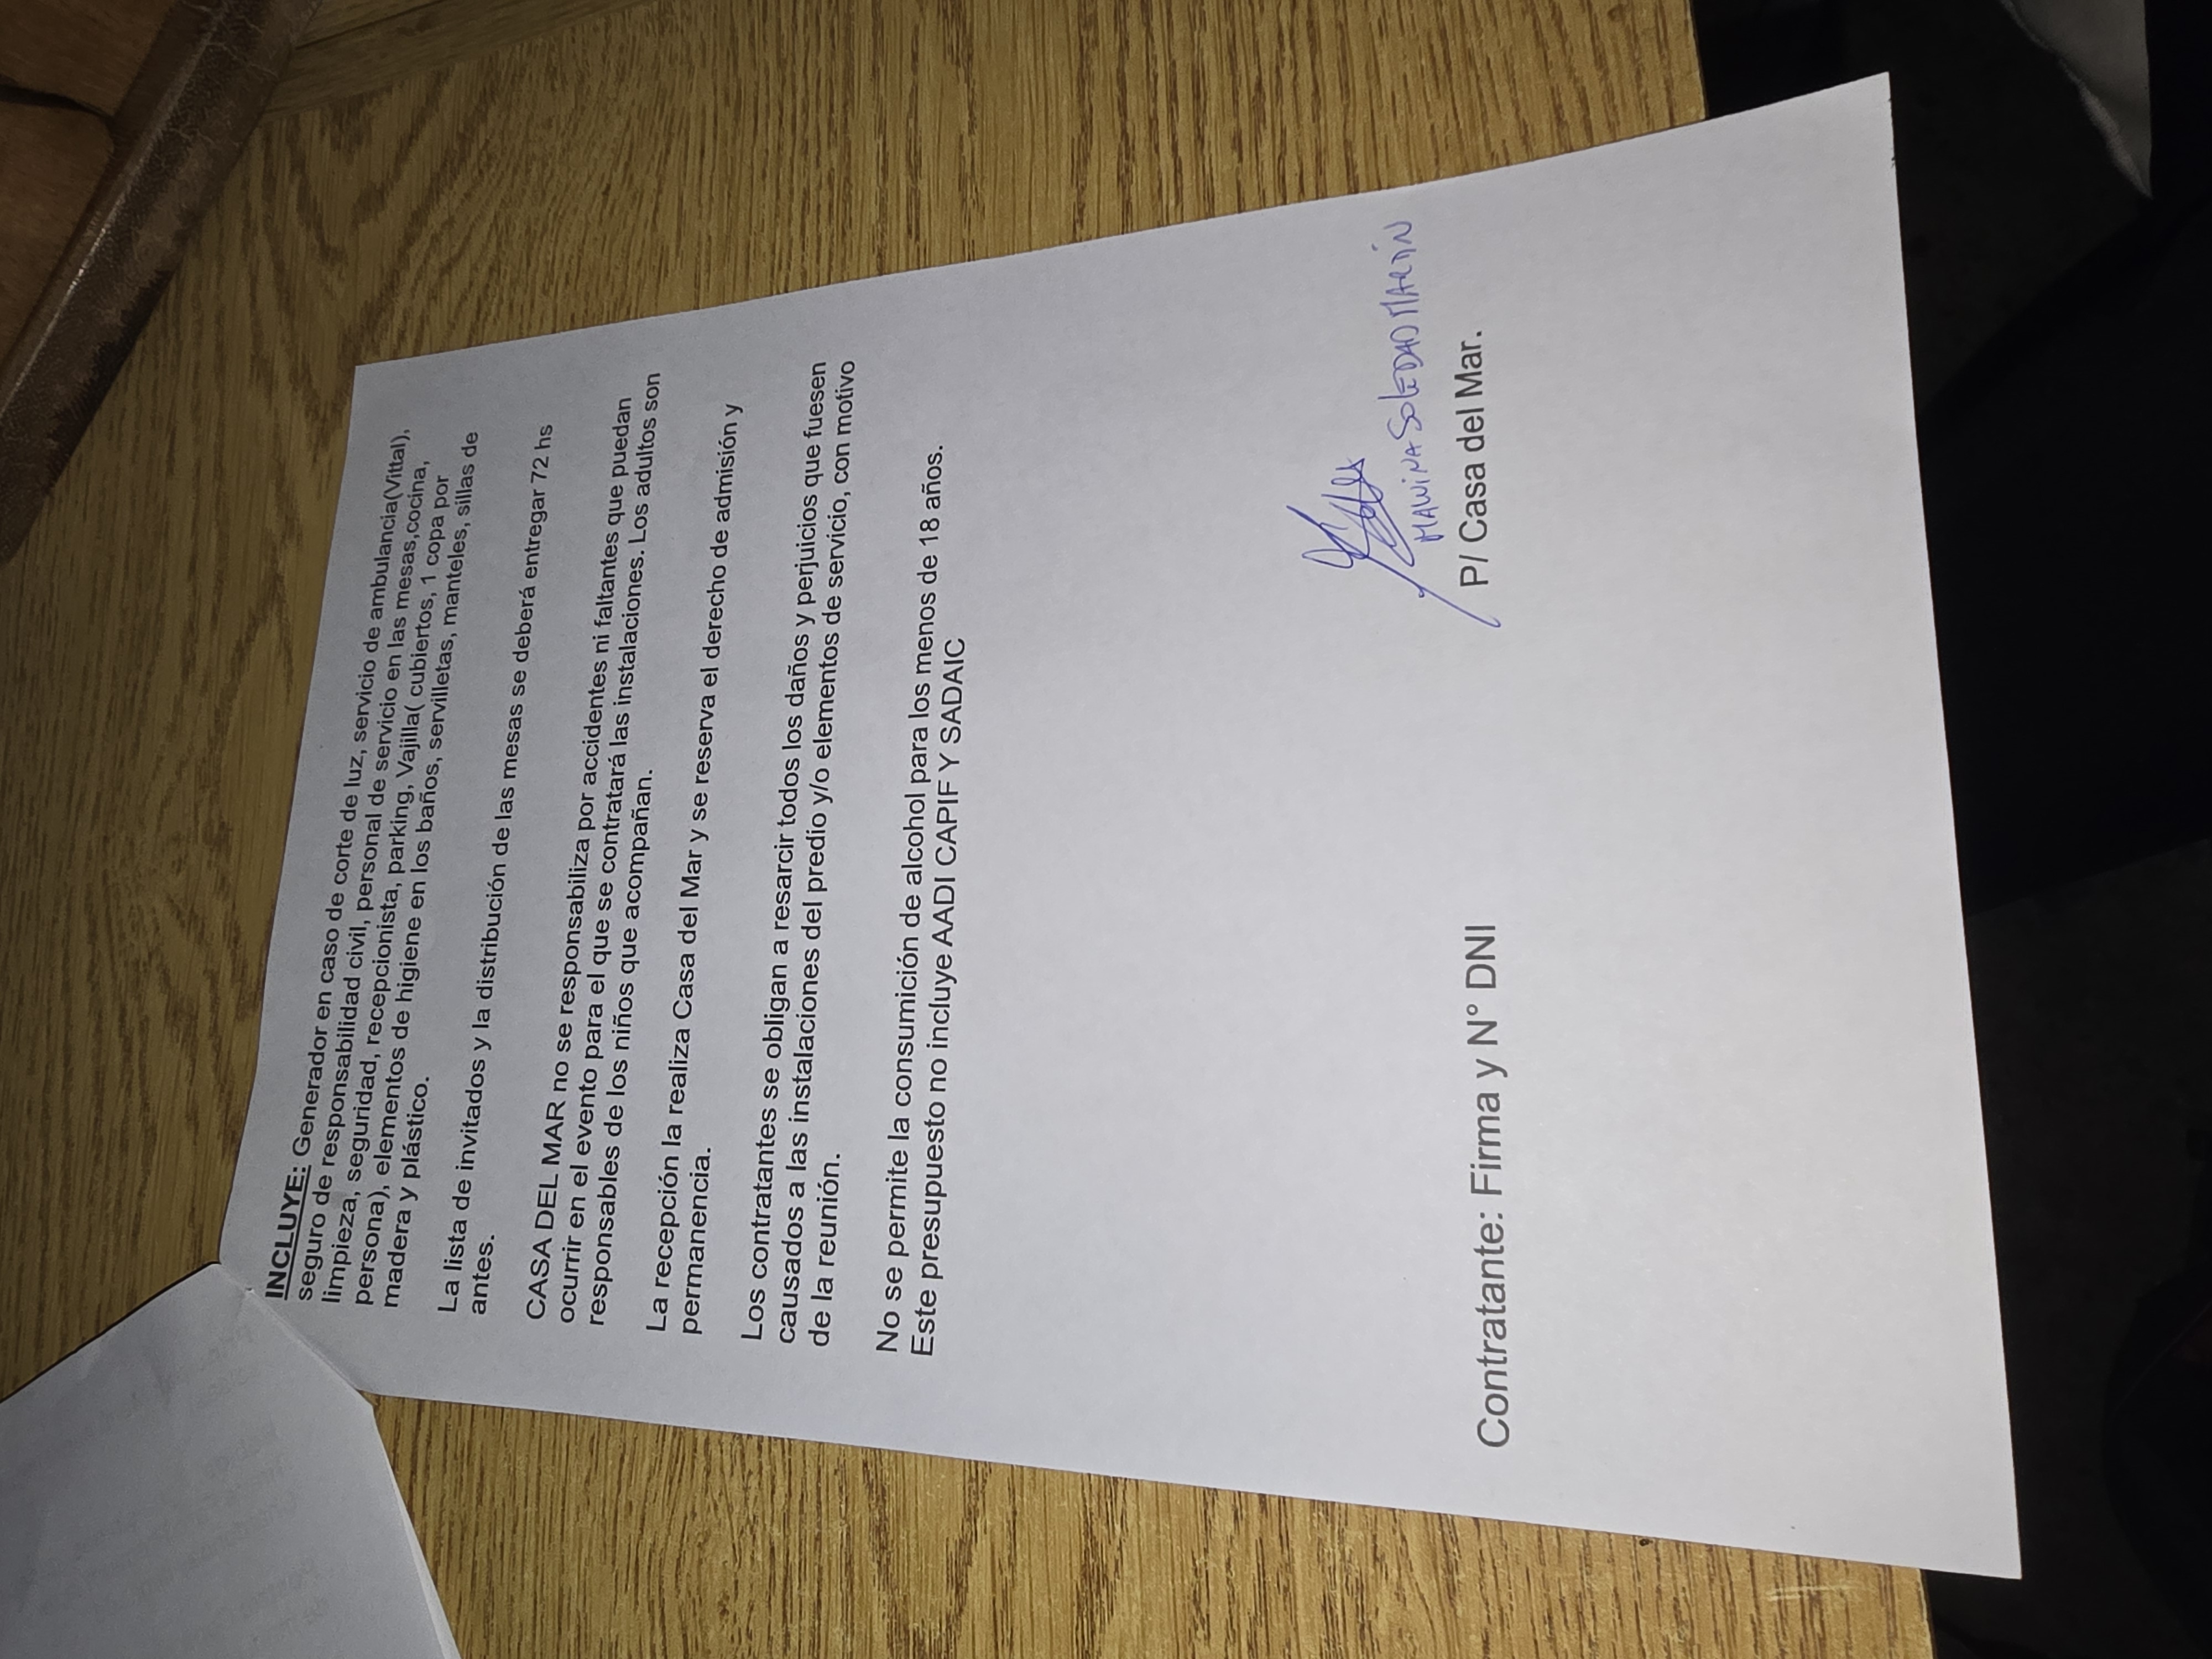 INCLUYE: Generador en caso de corte de luz, servicio de ambulancia(Vittal),
seguro de responsabilidad civil, personal de servicio en las mesas,cocina,
limpieza, seguridad, recepcionista, parking, Vajilla( cubiertos, 1 copa por
persona), elementos de higiene en los baños, servilletas, manteles, sillas de
madera y plástico.
La lista de invitados y la distribución de las mesas se deberá entregar 72 hs
antes.
CASA DEL MAR no se responsabiliza por accidentes ni faltantes que puedan
ocurrir en el evento para el que se contratará las instalaciones. Los adultos son
responsables de los niños que acompañan.
La recepción la realiza Casa del Mar y se reserva el derecho de admisión y
permanencia.
Los contratantes se obligan a resarcir todos los daños y perjuicios que fuesen
causados a las instalaciones del predio y/o elementos de servicio, con motivo
de la reunión.
No se permite la consumición de alcohol para los menos de 18 años.
Este presupuesto no incluye AADI CAPIF Y SADAIC
SOLEDAD MARTÍN
Contratante: Firma y N° DNI P/ Casa del Mar.